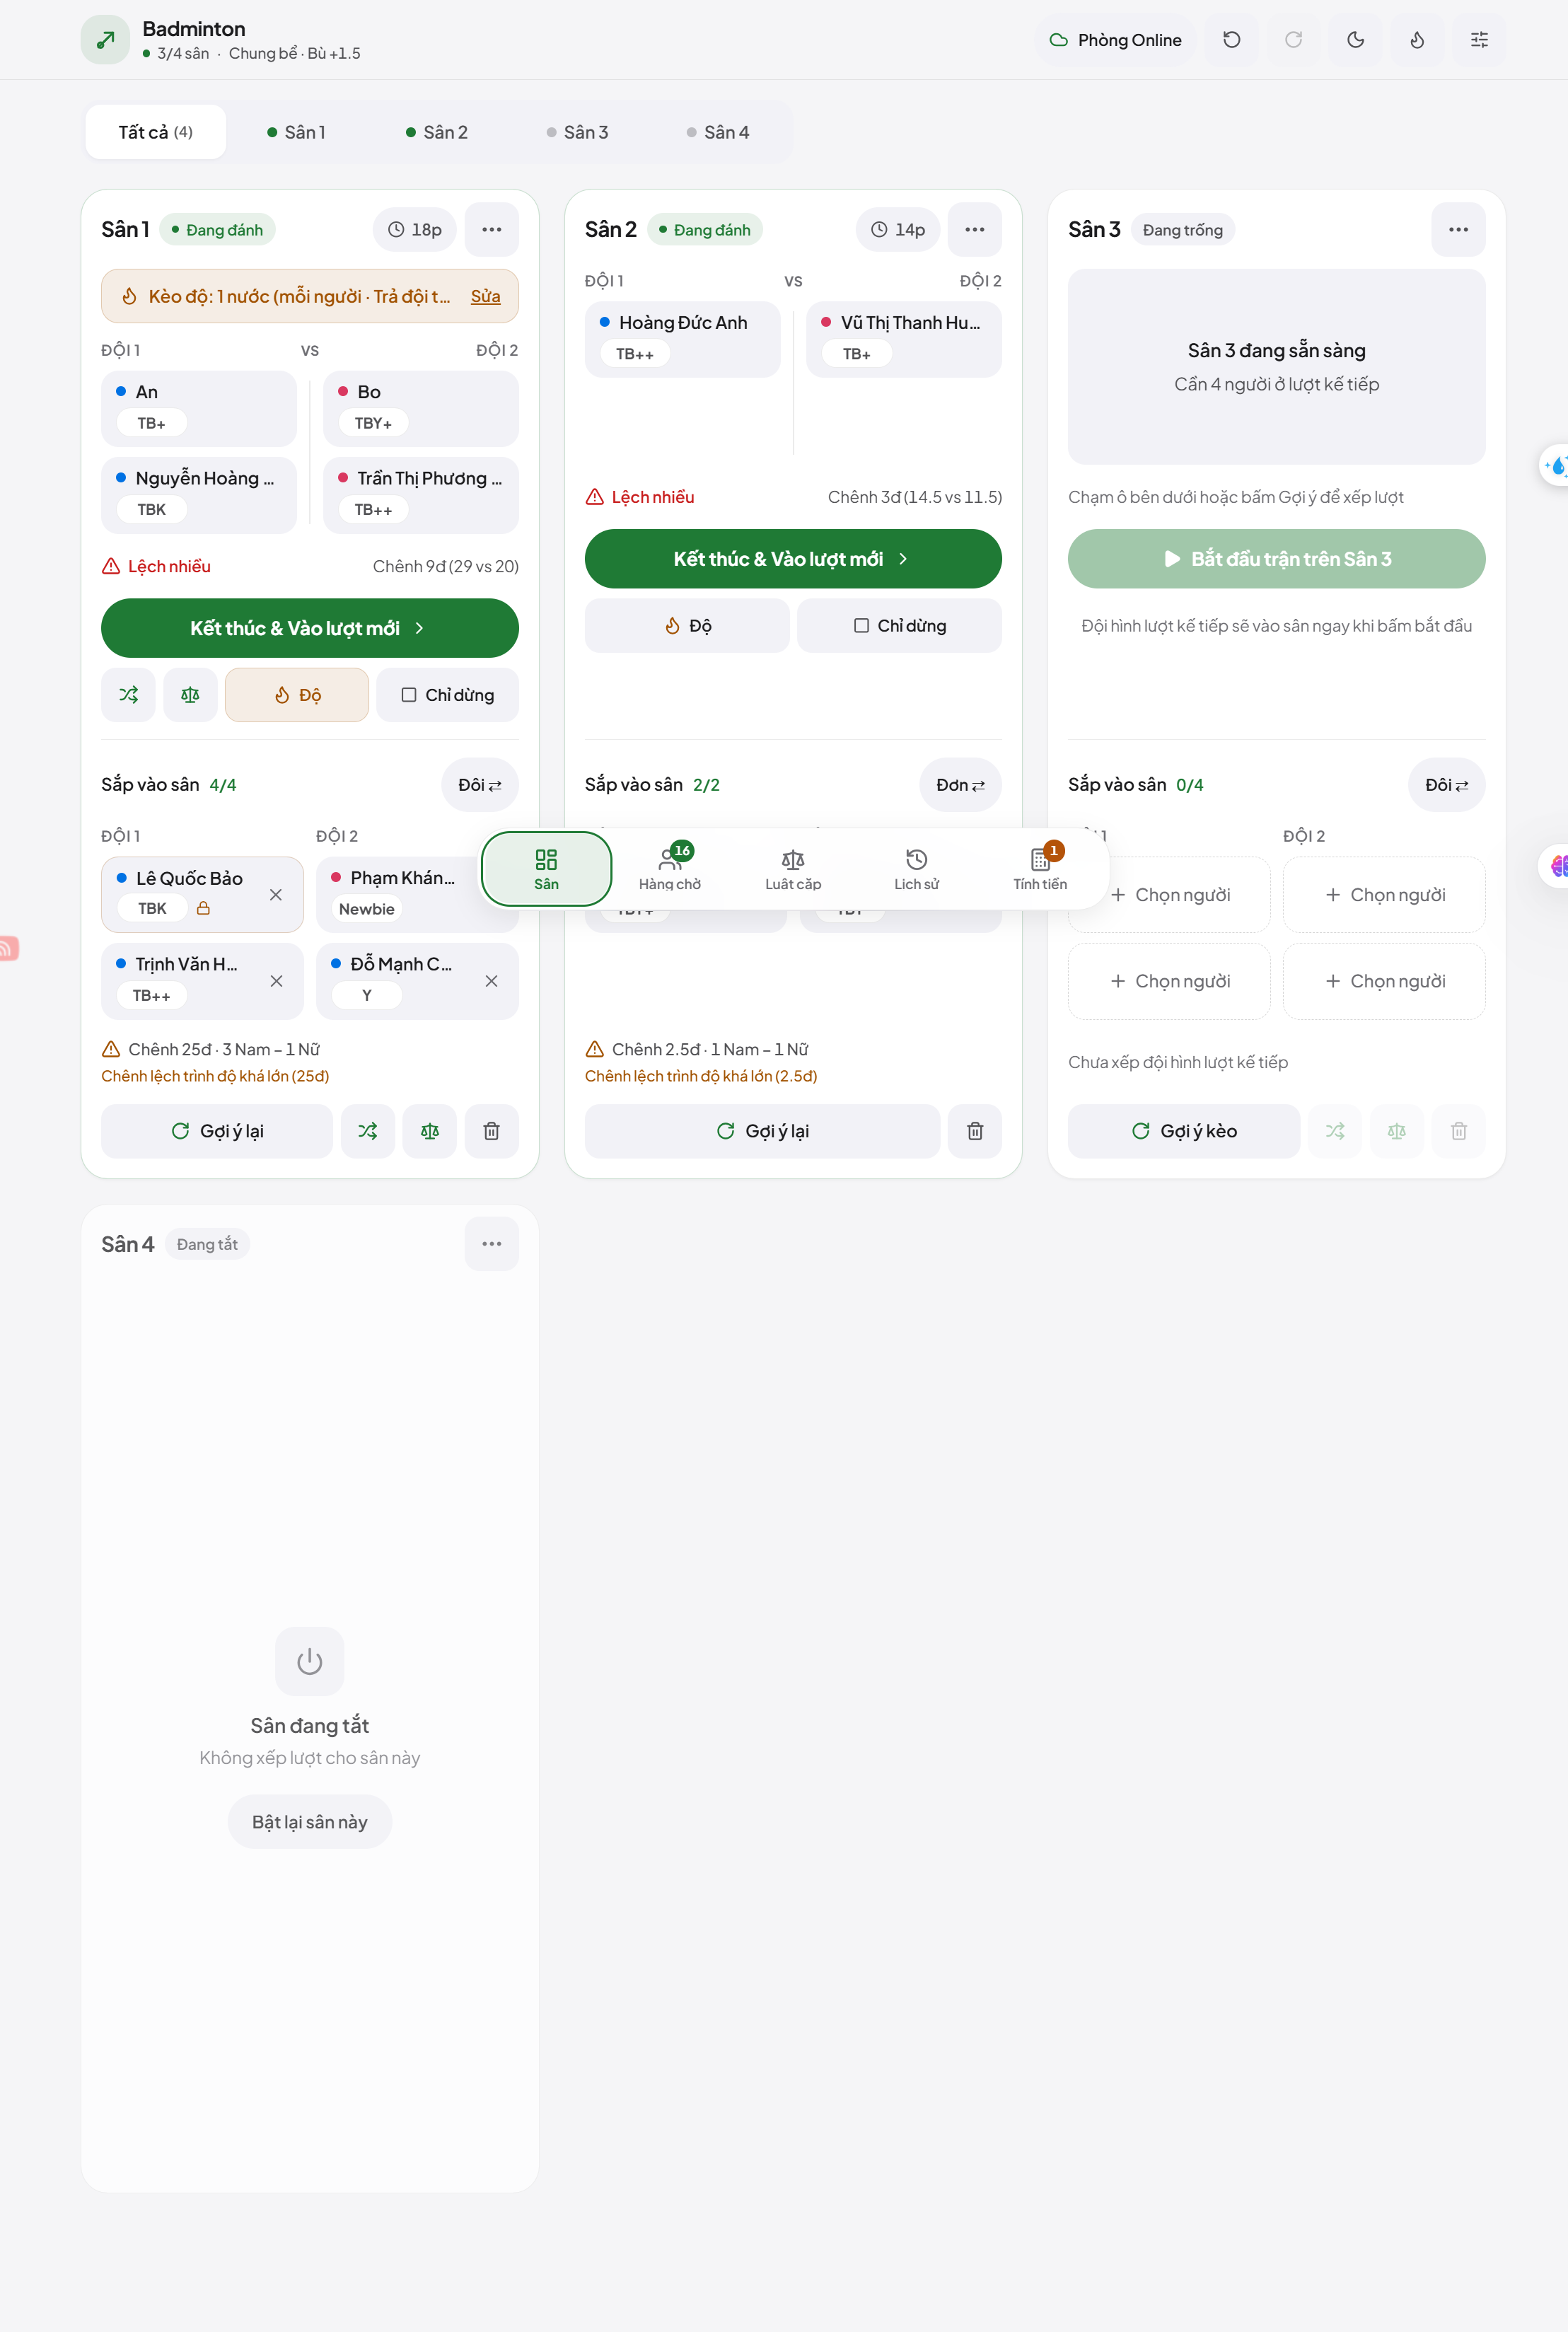 Badminton
3/4 sân · Chung bể · Bù +1.5
Phòng Online
Tất cả (4)
Sân 1
Sân 2
Sân 3
Sân 4
Sân 1
Đang đánh
18p
Kèo độ: 1 nước (mỗi người · Trả đội t...
Sửa
ĐỘI 1
VS
ĐỘI 2
An
TB+
Bo
TBY+
Nguyễn Hoàng ...
TBK
Trần Thị Phương ...
TB++
Lệch nhiều
Chênh 9đ (29 vs 20)
Kết thúc & Vào lượt mới
Độ
Chỉ dừng
Sắp vào sân 4/4
Đôi ⇄
ĐỘI 1
ĐỘI 2
Lê Quốc Bảo
TBK
Phạm Khán...
Newbie
Trịnh Văn H...
TB++
Đỗ Mạnh C...
Y
Chênh 25đ · 3 Nam – 1 Nữ
Chênh lệch trình độ khá lớn (25đ)
Gợi ý lại
Sân 2
Đang đánh
14p
ĐỘI 1
VS
ĐỘI 2
Hoàng Đức Anh
TB++
Vũ Thị Thanh Hu...
TB+
Lệch nhiều
Chênh 3đ (14.5 vs 11.5)
Kết thúc & Vào lượt mới
Độ
Chỉ dừng
Sắp vào sân 2/2
Đơn ⇄
Chênh 2.5đ · 1 Nam – 1 Nữ
Chênh lệch trình độ khá lớn (2.5đ)
Gợi ý lại
Sân 3
Đang trống
Sân 3 đang sẵn sàng
Cần 4 người ở lượt kế tiếp
Chạm ô bên dưới hoặc bấm Gợi ý để xếp lượt
Bắt đầu trận trên Sân 3
Đội hình lượt kế tiếp sẽ vào sân ngay khi bấm bắt đầu
Sắp vào sân 0/4
Đôi ⇄
1
ĐỘI 2
Chọn người
Chọn người
Chọn người
Chọn người
Chưa xếp đội hình lượt kế tiếp
Gợi ý kèo
Sân
16
Hàng chờ
Luật cặp
Lịch sử
1
Tính tiền
Sân 4
Đang tắt
Sân đang tắt
Không xếp lượt cho sân này
Bật lại sân này